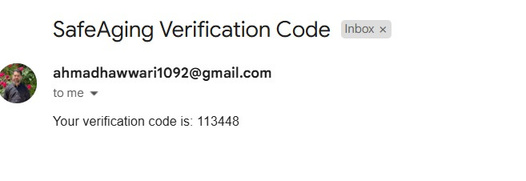 SafeAging Verification Code Inbox ×
ahmadhawwari1092@gmail.com
to me
Your verification code is: 113448